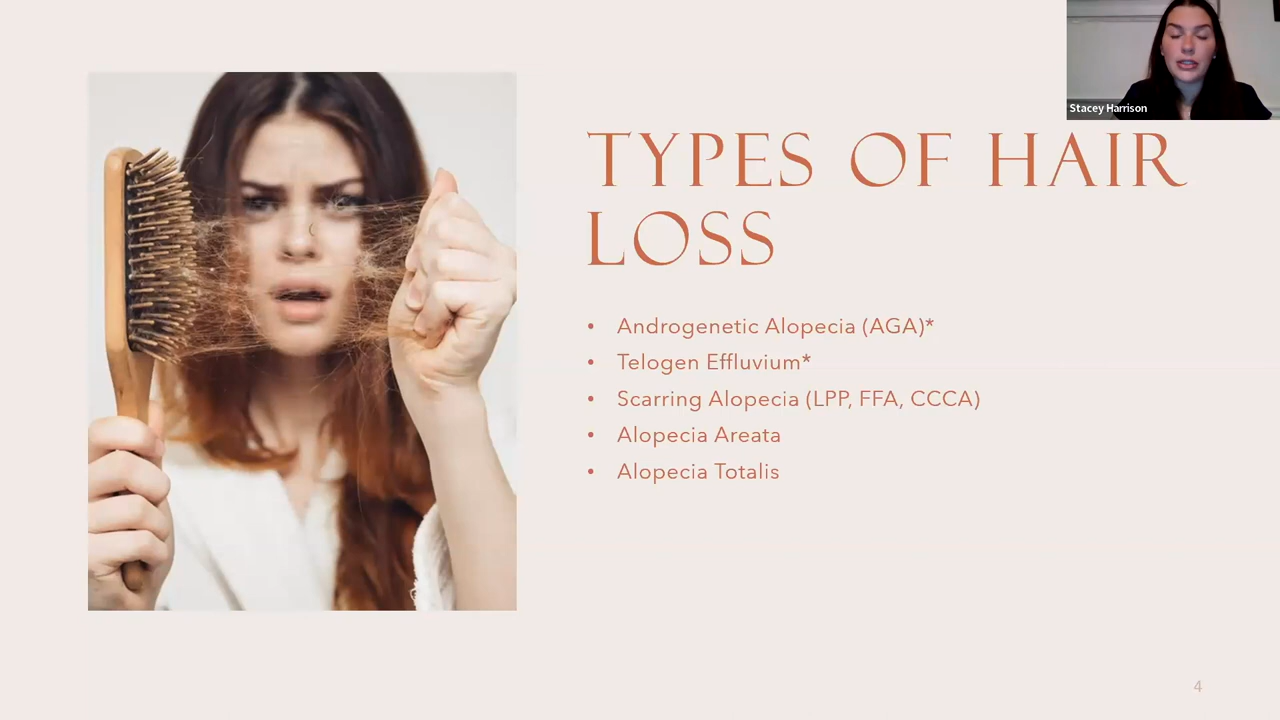 Stacey Harrison
TYPES OF HAIR
LOSS
• Androgenetic Alopecia (AGA)*
• Telogen Effluvium*
• Scarring Alopecia (LPP, FFA, CCCA)
• Alopecia Areata
• Alopecia Totalis
4